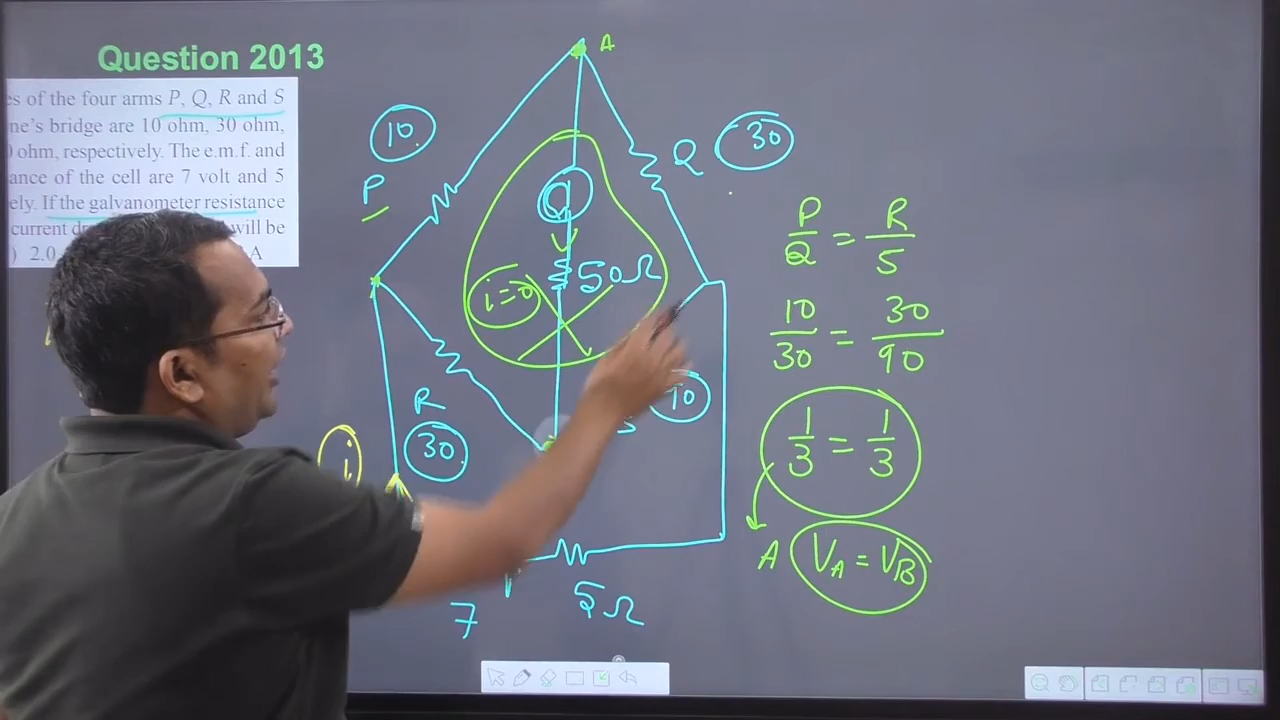 Question 2013
es of the four arms P, Q, R and S
ne's bridge are 10 ohm, 30 ohm,
ohm, respectively. The e.m.f. and
ance of the cell are 7 volt and 5
ely. If the galvanometer resistance
current
will be
) 2.0
A
A
10
P
Q
30
G
50Ω
i=0
R
30
10
i
7
5Ω
P/Q = R/S
10/30 = 30/90
1/3 = 1/3
A V_A = V_B